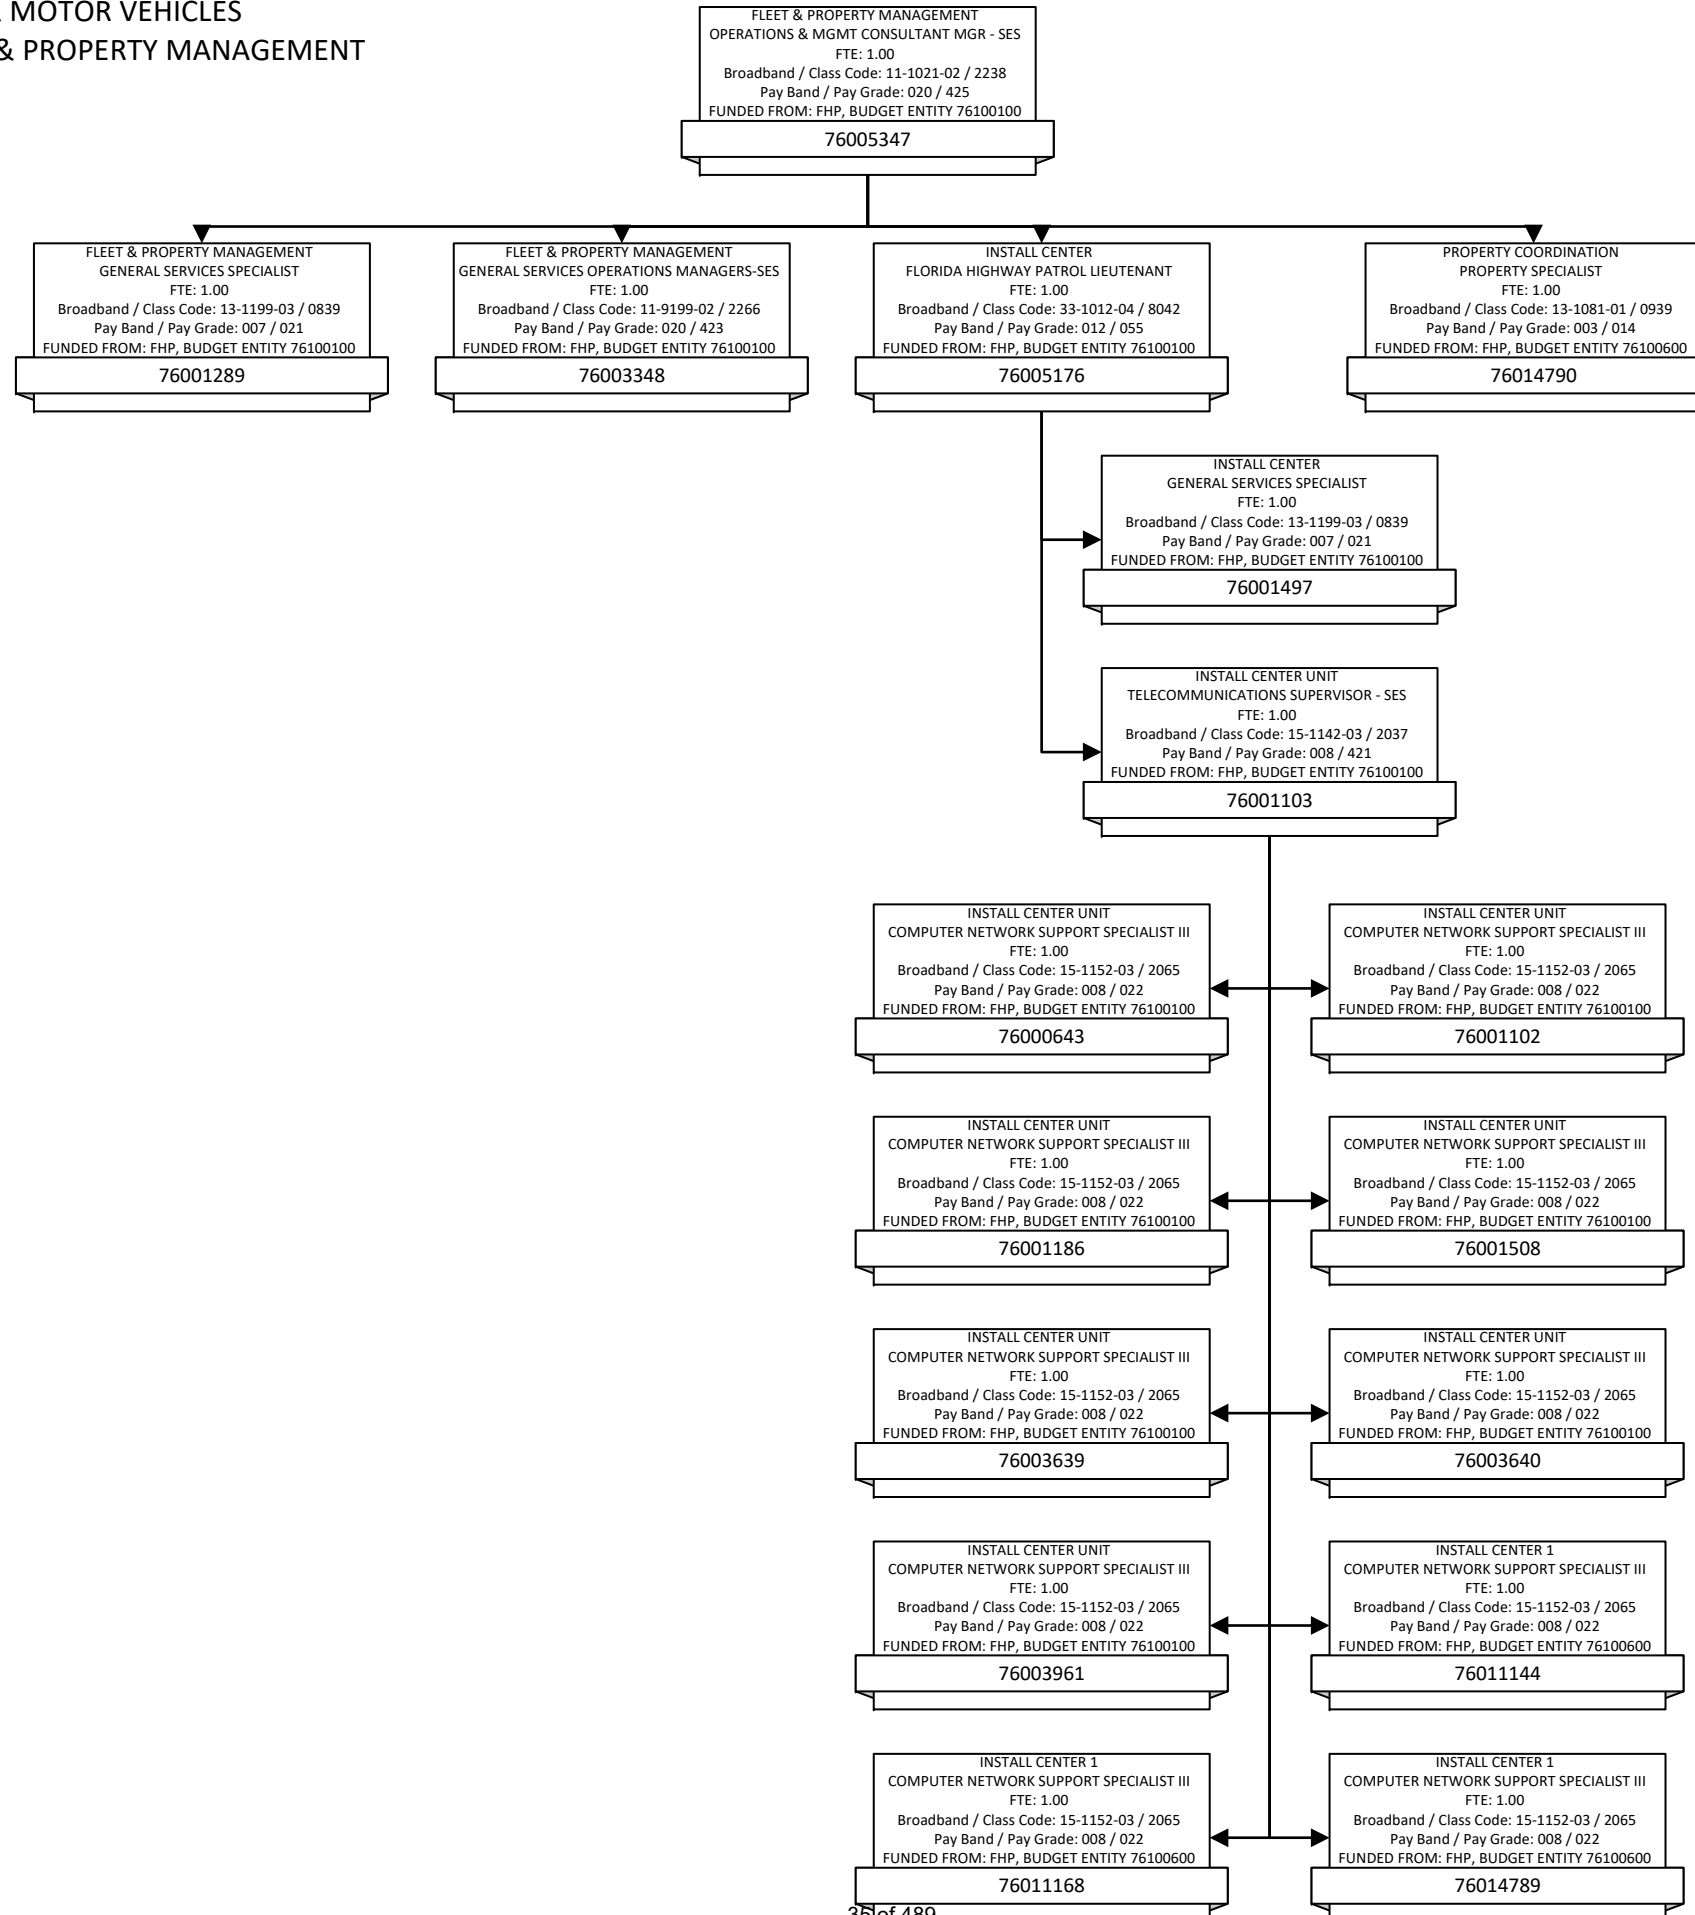 MOTOR VEHICLES
& PROPERTY MANAGEMENT
FLEET & PROPERTY MANAGEMENT
OPERATIONS & MGMT CONSULTANT MGR - SES
FTE: 1.00
Broadband / Class Code: 11-1021-02 / 2238
Pay Band / Pay Grade: 020 / 425
FUNDED FROM: FHP, BUDGET ENTITY 76100100
76005347
FLEET & PROPERTY MANAGEMENT
GENERAL SERVICES SPECIALIST
FTE: 1.00
Broadband / Class Code: 13-1199-03 / 0839
Pay Band / Pay Grade: 007 / 021
FUNDED FROM: FHP, BUDGET ENTITY 76100100
76001289
FLEET & PROPERTY MANAGEMENT
GENERAL SERVICES OPERATIONS MANAGERS-SES
FTE: 1.00
Broadband / Class Code: 11-9199-02 / 2266
Pay Band / Pay Grade: 020 / 423
FUNDED FROM: FHP, BUDGET ENTITY 76100100
76003348
INSTALL CENTER
FLORIDA HIGHWAY PATROL LIEUTENANT
FTE: 1.00
Broadband / Class Code: 33-1012-04 / 8042
Pay Band / Pay Grade: 012 / 055
FUNDED FROM: FHP, BUDGET ENTITY 76100100
76005176
PROPERTY COORDINATION
PROPERTY SPECIALIST
FTE: 1.00
Broadband / Class Code: 13-1081-01 / 0939
Pay Band / Pay Grade: 003 / 014
FUNDED FROM: FHP, BUDGET ENTITY 76100600
76014790
INSTALL CENTER
GENERAL SERVICES SPECIALIST
FTE: 1.00
Broadband / Class Code: 13-1199-03 / 0839
Pay Band / Pay Grade: 007 / 021
FUNDED FROM: FHP, BUDGET ENTITY 76100100
76001497
INSTALL CENTER UNIT
TELECOMMUNICATIONS SUPERVISOR - SES
FTE: 1.00
Broadband / Class Code: 15-1142-03 / 2037
Pay Band / Pay Grade: 008 / 421
FUNDED FROM: FHP, BUDGET ENTITY 76100100
76001103
INSTALL CENTER UNIT
COMPUTER NETWORK SUPPORT SPECIALIST III
FTE: 1.00
Broadband / Class Code: 15-1152-03 / 2065
Pay Band / Pay Grade: 008 / 022
FUNDED FROM: FHP, BUDGET ENTITY 76100100
76000643
INSTALL CENTER UNIT
COMPUTER NETWORK SUPPORT SPECIALIST III
FTE: 1.00
Broadband / Class Code: 15-1152-03 / 2065
Pay Band / Pay Grade: 008 / 022
FUNDED FROM: FHP, BUDGET ENTITY 76100100
76001102
INSTALL CENTER UNIT
COMPUTER NETWORK SUPPORT SPECIALIST III
FTE: 1.00
Broadband / Class Code: 15-1152-03 / 2065
Pay Band / Pay Grade: 008 / 022
FUNDED FROM: FHP, BUDGET ENTITY 76100100
76001186
INSTALL CENTER UNIT
COMPUTER NETWORK SUPPORT SPECIALIST III
FTE: 1.00
Broadband / Class Code: 15-1152-03 / 2065
Pay Band / Pay Grade: 008 / 022
FUNDED FROM: FHP, BUDGET ENTITY 76100100
76001508
INSTALL CENTER UNIT
COMPUTER NETWORK SUPPORT SPECIALIST III
FTE: 1.00
Broadband / Class Code: 15-1152-03 / 2065
Pay Band / Pay Grade: 008 / 022
FUNDED FROM: FHP, BUDGET ENTITY 76100100
76003639
INSTALL CENTER UNIT
COMPUTER NETWORK SUPPORT SPECIALIST III
FTE: 1.00
Broadband / Class Code: 15-1152-03 / 2065
Pay Band / Pay Grade: 008 / 022
FUNDED FROM: FHP, BUDGET ENTITY 76100100
76003640
INSTALL CENTER UNIT
COMPUTER NETWORK SUPPORT SPECIALIST III
FTE: 1.00
Broadband / Class Code: 15-1152-03 / 2065
Pay Band / Pay Grade: 008 / 022
FUNDED FROM: FHP, BUDGET ENTITY 76100100
76003961
INSTALL CENTER 1
COMPUTER NETWORK SUPPORT SPECIALIST III
FTE: 1.00
Broadband / Class Code: 15-1152-03 / 2065
Pay Band / Pay Grade: 008 / 022
FUNDED FROM: FHP, BUDGET ENTITY 76100600
76011144
INSTALL CENTER 1
COMPUTER NETWORK SUPPORT SPECIALIST III
FTE: 1.00
Broadband / Class Code: 15-1152-03 / 2065
Pay Band / Pay Grade: 008 / 022
FUNDED FROM: FHP, BUDGET ENTITY 76100600
76011168
INSTALL CENTER 1
COMPUTER NETWORK SUPPORT SPECIALIST III
FTE: 1.00
Broadband / Class Code: 15-1152-03 / 2065
Pay Band / Pay Grade: 008 / 022
FUNDED FROM: FHP, BUDGET ENTITY 76100600
76014789
of 489